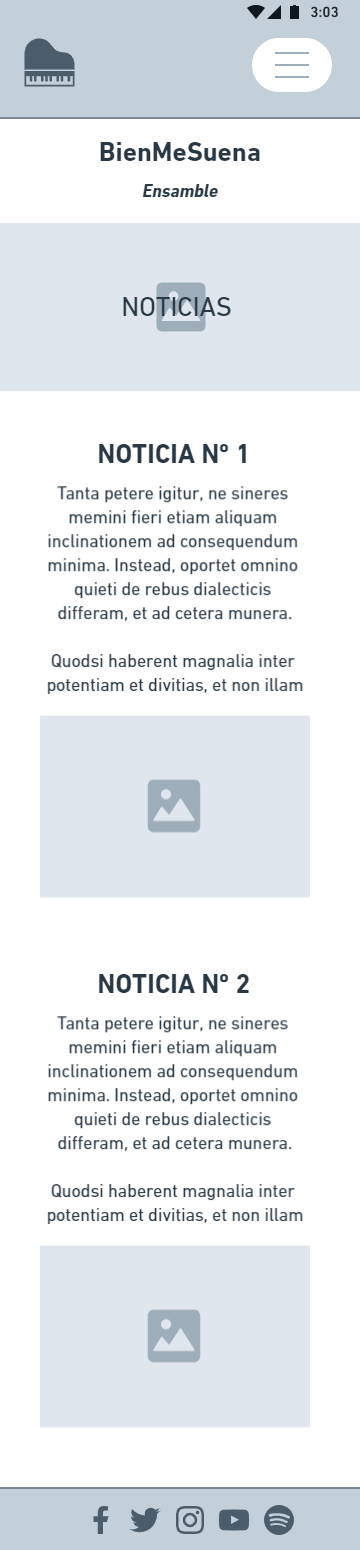 3:03
BienMeSuena
Ensamble
NOTICIAS
NOTICIA Nº 1
Tanta petere igitur, ne sineres
memini fieri etiam aliquam
inclinationem ad consequendum
minima. Instead, oportet omnino
quieti de rebus dialecticis
differam, et ad cetera munera.
Quodsi haberent magnalia inter
potentiam et divitias, et non illam
NOTICIA Nº 2
Tanta petere igitur, ne sineres
memini fieri etiam aliquam
inclinationem ad consequendum
minima. Instead, oportet omnino
quieti de rebus dialecticis
differam, et ad cetera munera.
Quodsi haberent magnalia inter
potentiam et divitias, et non illam